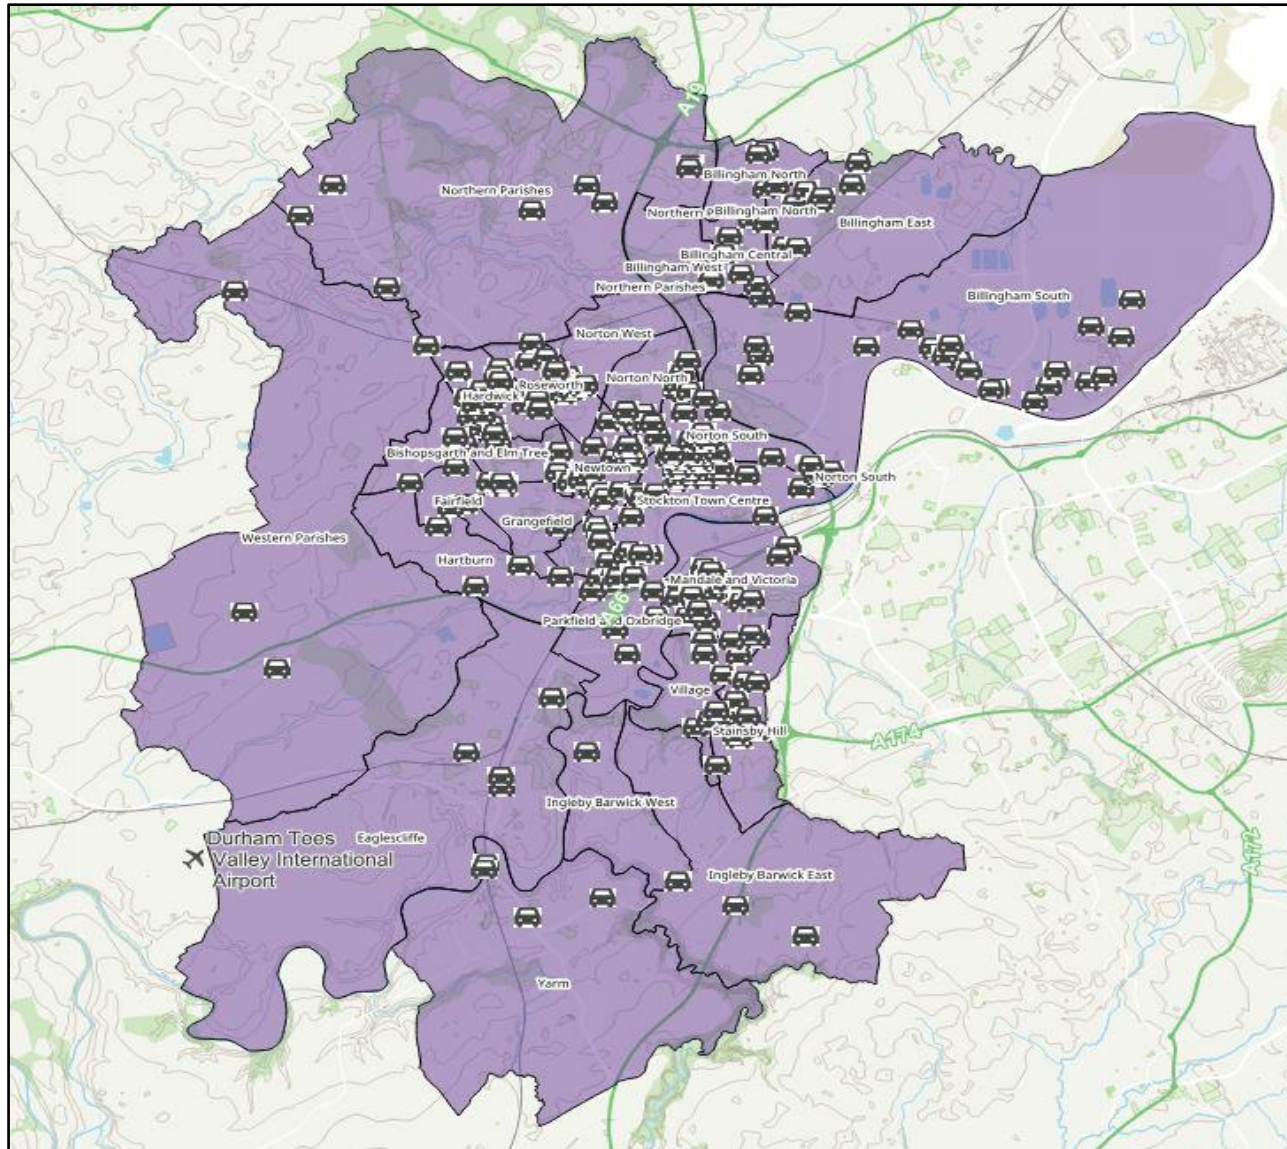 A19
Billingham North
Northern Parishes
Northern P
Billingham North
Billingham East
Billingham Central
Billingham West
Northern Parishes
Billingham South
Norton West
Norton North
Roseworth
Hardwick
Norton South
Bishopsgarth and Elm Tree
Newtown
Norton South
Fairfield
Stockton Town Centre
Grangefield
Western Parishes
Hartburn
Mandale and Victoria
A66
Parkfield and Oxbridge
Village
Stainsby Hill
A174
Ingleby Barwick West
Durham Tees
Valley International
Airport
Eaglescliffe
A172
Ingleby Barwick East
Yarm